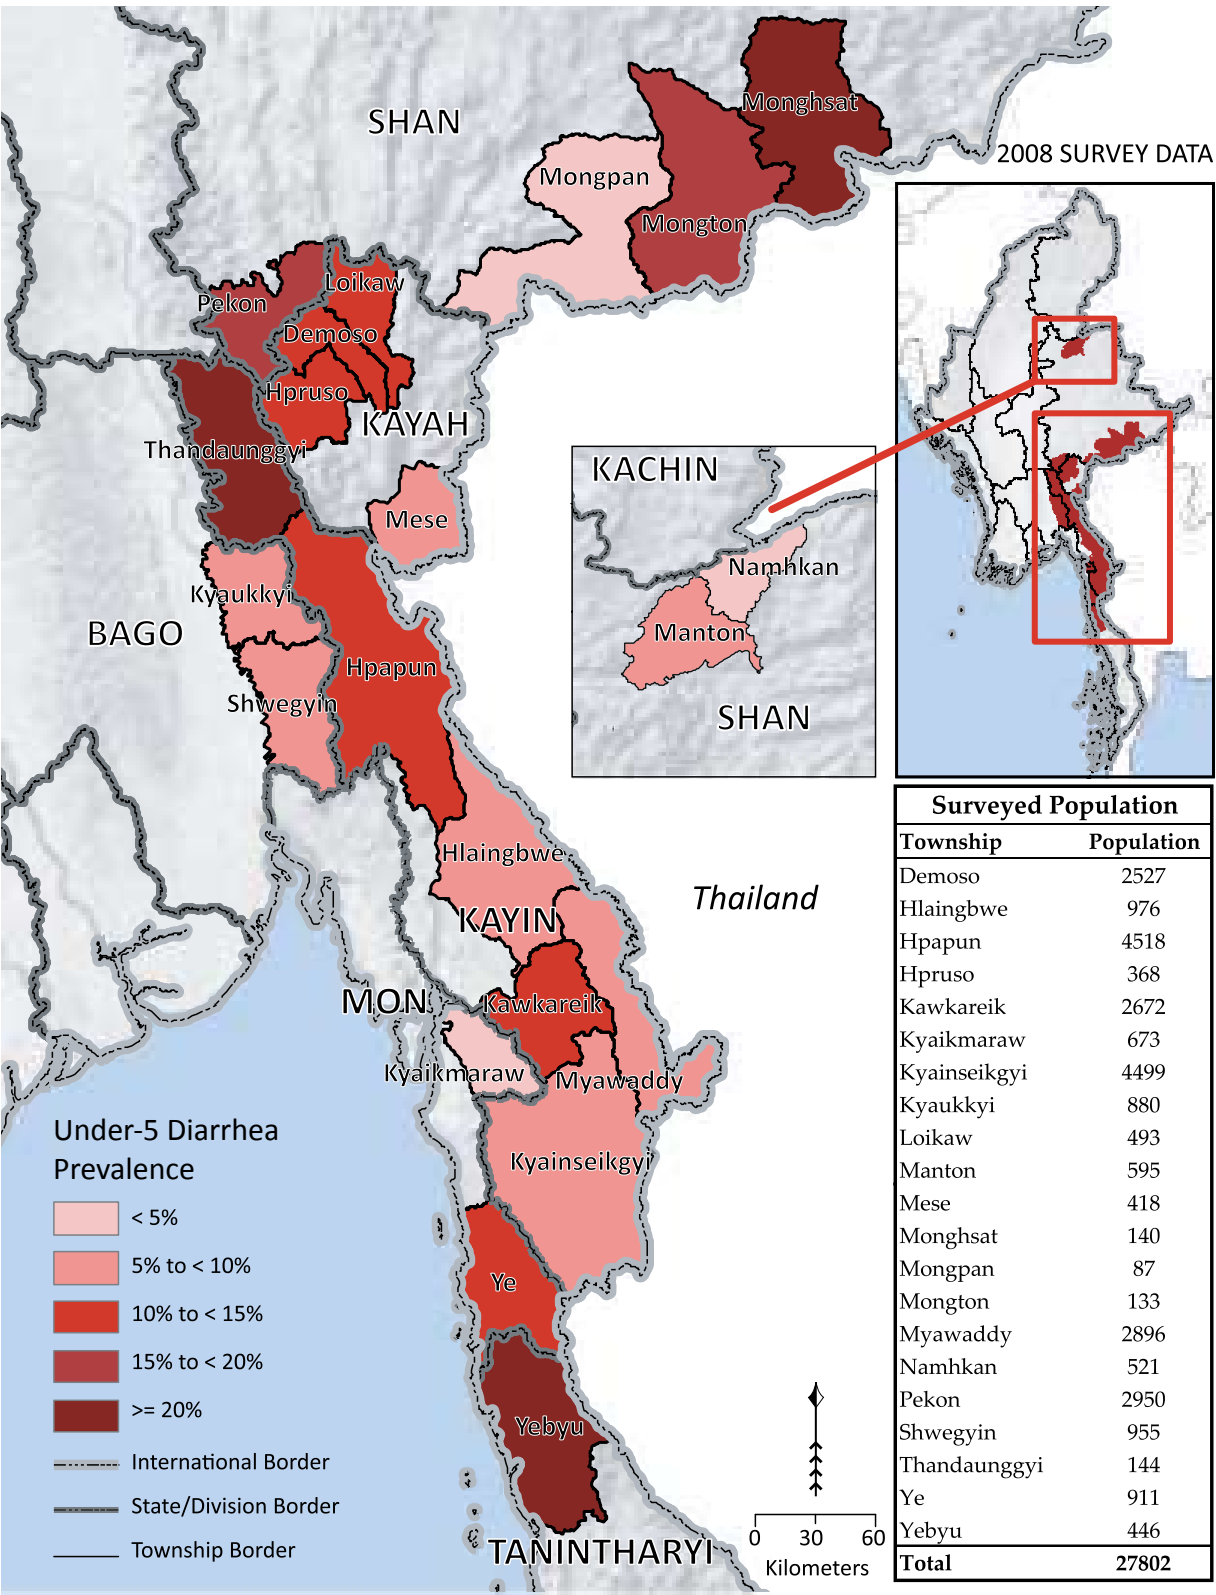 SHAN
Monghsat
2008 SURVEY DATA
Mongpan
Mongton
Loikaw
Pekon
Demoso
Hpruso
KAYAH
Thandaunggyi
KACHIN
Mese
Namhkan
Kyaukkyi
BAGO
Manton
Hpapun
Shwegyin
SHAN
Hlaingbwe
Thailand
KAYIN
MON
Kawkareik
Kyaikmaraw
Myawaddy
Kyainseikgyi
Ye
Yebyu
TANINTHARYI
Under-5 Diarrhea
Prevalence
< 5%
5% to < 10%
10% to < 15%
15% to < 20%
>= 20%
International Border
State/Division Border
Township Border
0 30 60
Kilometers
Surveyed Population
Township Population
Demoso 2527
Hlaingbwe 976
Hpapun 4518
Hpruso 368
Kawkareik 2672
Kyaikmaraw 673
Kyainseikgyi 4499
Kyaukkyi 880
Loikaw 493
Manton 595
Mese 418
Monghsat 140
Mongpan 87
Mongton 133
Myawaddy 2896
Namhkan 521
Pekon 2950
Shwegyin 955
Thandaunggyi 144
Ye 911
Yebyu 446
Total 27802